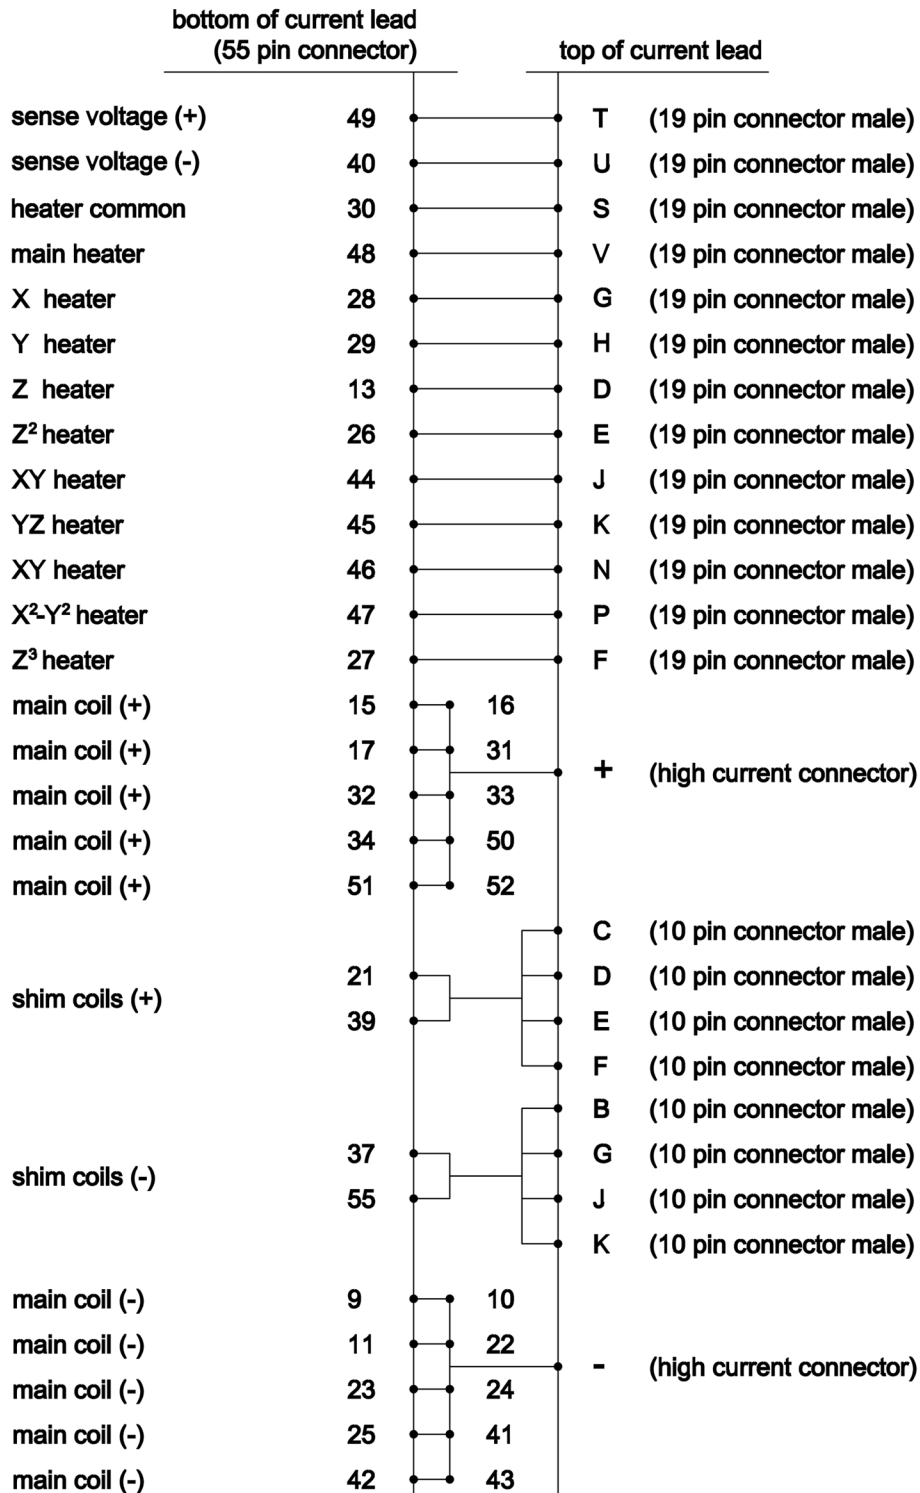 bottom of current lead
(55 pin connector) top of current lead
sense voltage (+) 49 T (19 pin connector male)
sense voltage (-) 40 U (19 pin connector male)
heater common 30 S (19 pin connector male)
main heater 48 V (19 pin connector male)
X heater 28 G (19 pin connector male)
Y heater 29 H (19 pin connector male)
Z heater 13 D (19 pin connector male)
Z² heater 26 E (19 pin connector male)
XY heater 44 J (19 pin connector male)
YZ heater 45 K (19 pin connector male)
XY heater 46 N (19 pin connector male)
X²-Y² heater 47 P (19 pin connector male)
Z³ heater 27 F (19 pin connector male)
main coil (+) 15 16
main coil (+) 17 31
+ (high current connector)
main coil (+) 32 33
main coil (+) 34 50
main coil (+) 51 52
C (10 pin connector male)
21 D (10 pin connector male)
shim coils (+)
39 E (10 pin connector male)
F (10 pin connector male)
B (10 pin connector male)
37 G (10 pin connector male)
shim coils (-)
55 J (10 pin connector male)
K (10 pin connector male)
main coil (-) 9 10
main coil (-) 11 22
- (high current connector)
main coil (-) 23 24
main coil (-) 25 41
main coil (-) 42 43